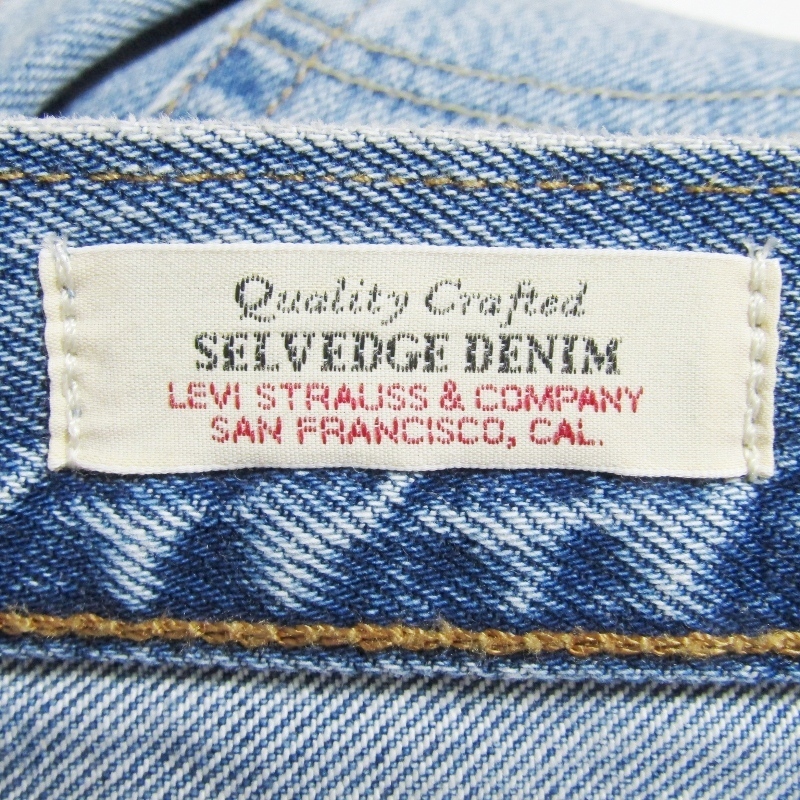 Quality Crafted
SELVEDGE DENIM
LEVI STRAUSS & COMPANY
SAN FRANCISCO, CAL.